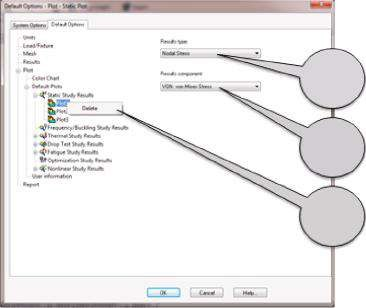 Default Options - Plot - Static Plot
System Options
Default Options
Units
Load/Fixture
Mesh
Results
Plot
Color Chart
Default Plots
Static Study Results
Plot2
Plot3
Delete
Frequency/Buckling Study Results
Thermal Study Results
Drop Test Study Results
Fatigue Study Results
Optimization Study Results
Nonlinear Study Results
User information
Report
Results type
Nodal Stress
Results component
VON: von Mises Stress
OK
Cancel
Help...